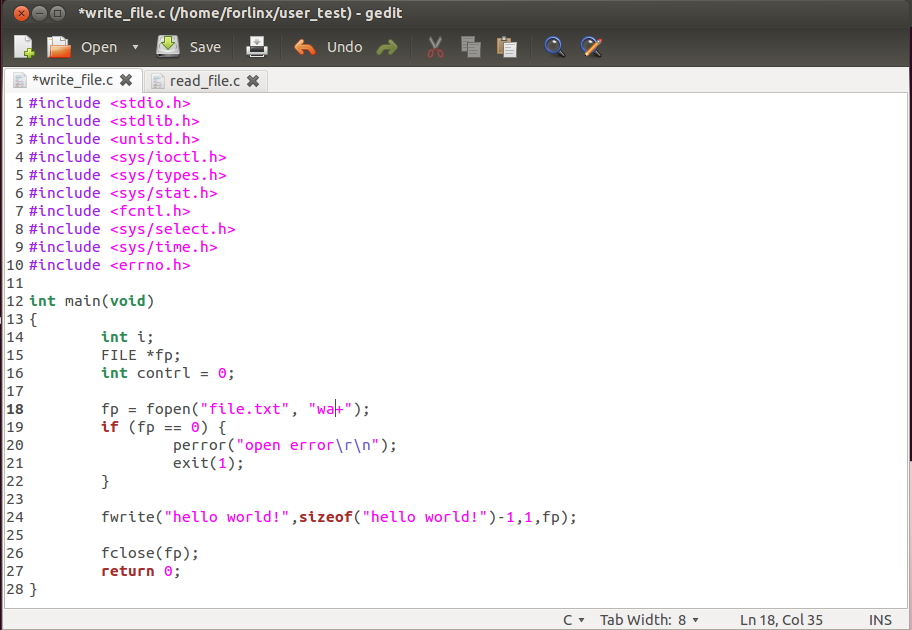 *write_file.c (/home/forlinx/user_test) - gedit
Open Save Undo
*write_file.c read_file.c
1 #include <stdio.h>
2 #include <stdlib.h>
3 #include <unistd.h>
4 #include <sys/ioctl.h>
5 #include <sys/types.h>
6 #include <sys/stat.h>
7 #include <fcntl.h>
8 #include <sys/select.h>
9 #include <sys/time.h>
10 #include <errno.h>
11
12 int main(void)
13 {
14         int i;
15         FILE *fp;
16         int contrl = 0;
17
18         fp = fopen("file.txt", "wa+");
19         if (fp == 0) {
20                 perror("open error\r\n");
21                 exit(1);
22         }
23
24         fwrite("hello world!",sizeof("hello world!")-1,1,fp);
25
26         fclose(fp);
27         return 0;
28 }
C Tab Width: 8 Ln 18, Col 35 INS